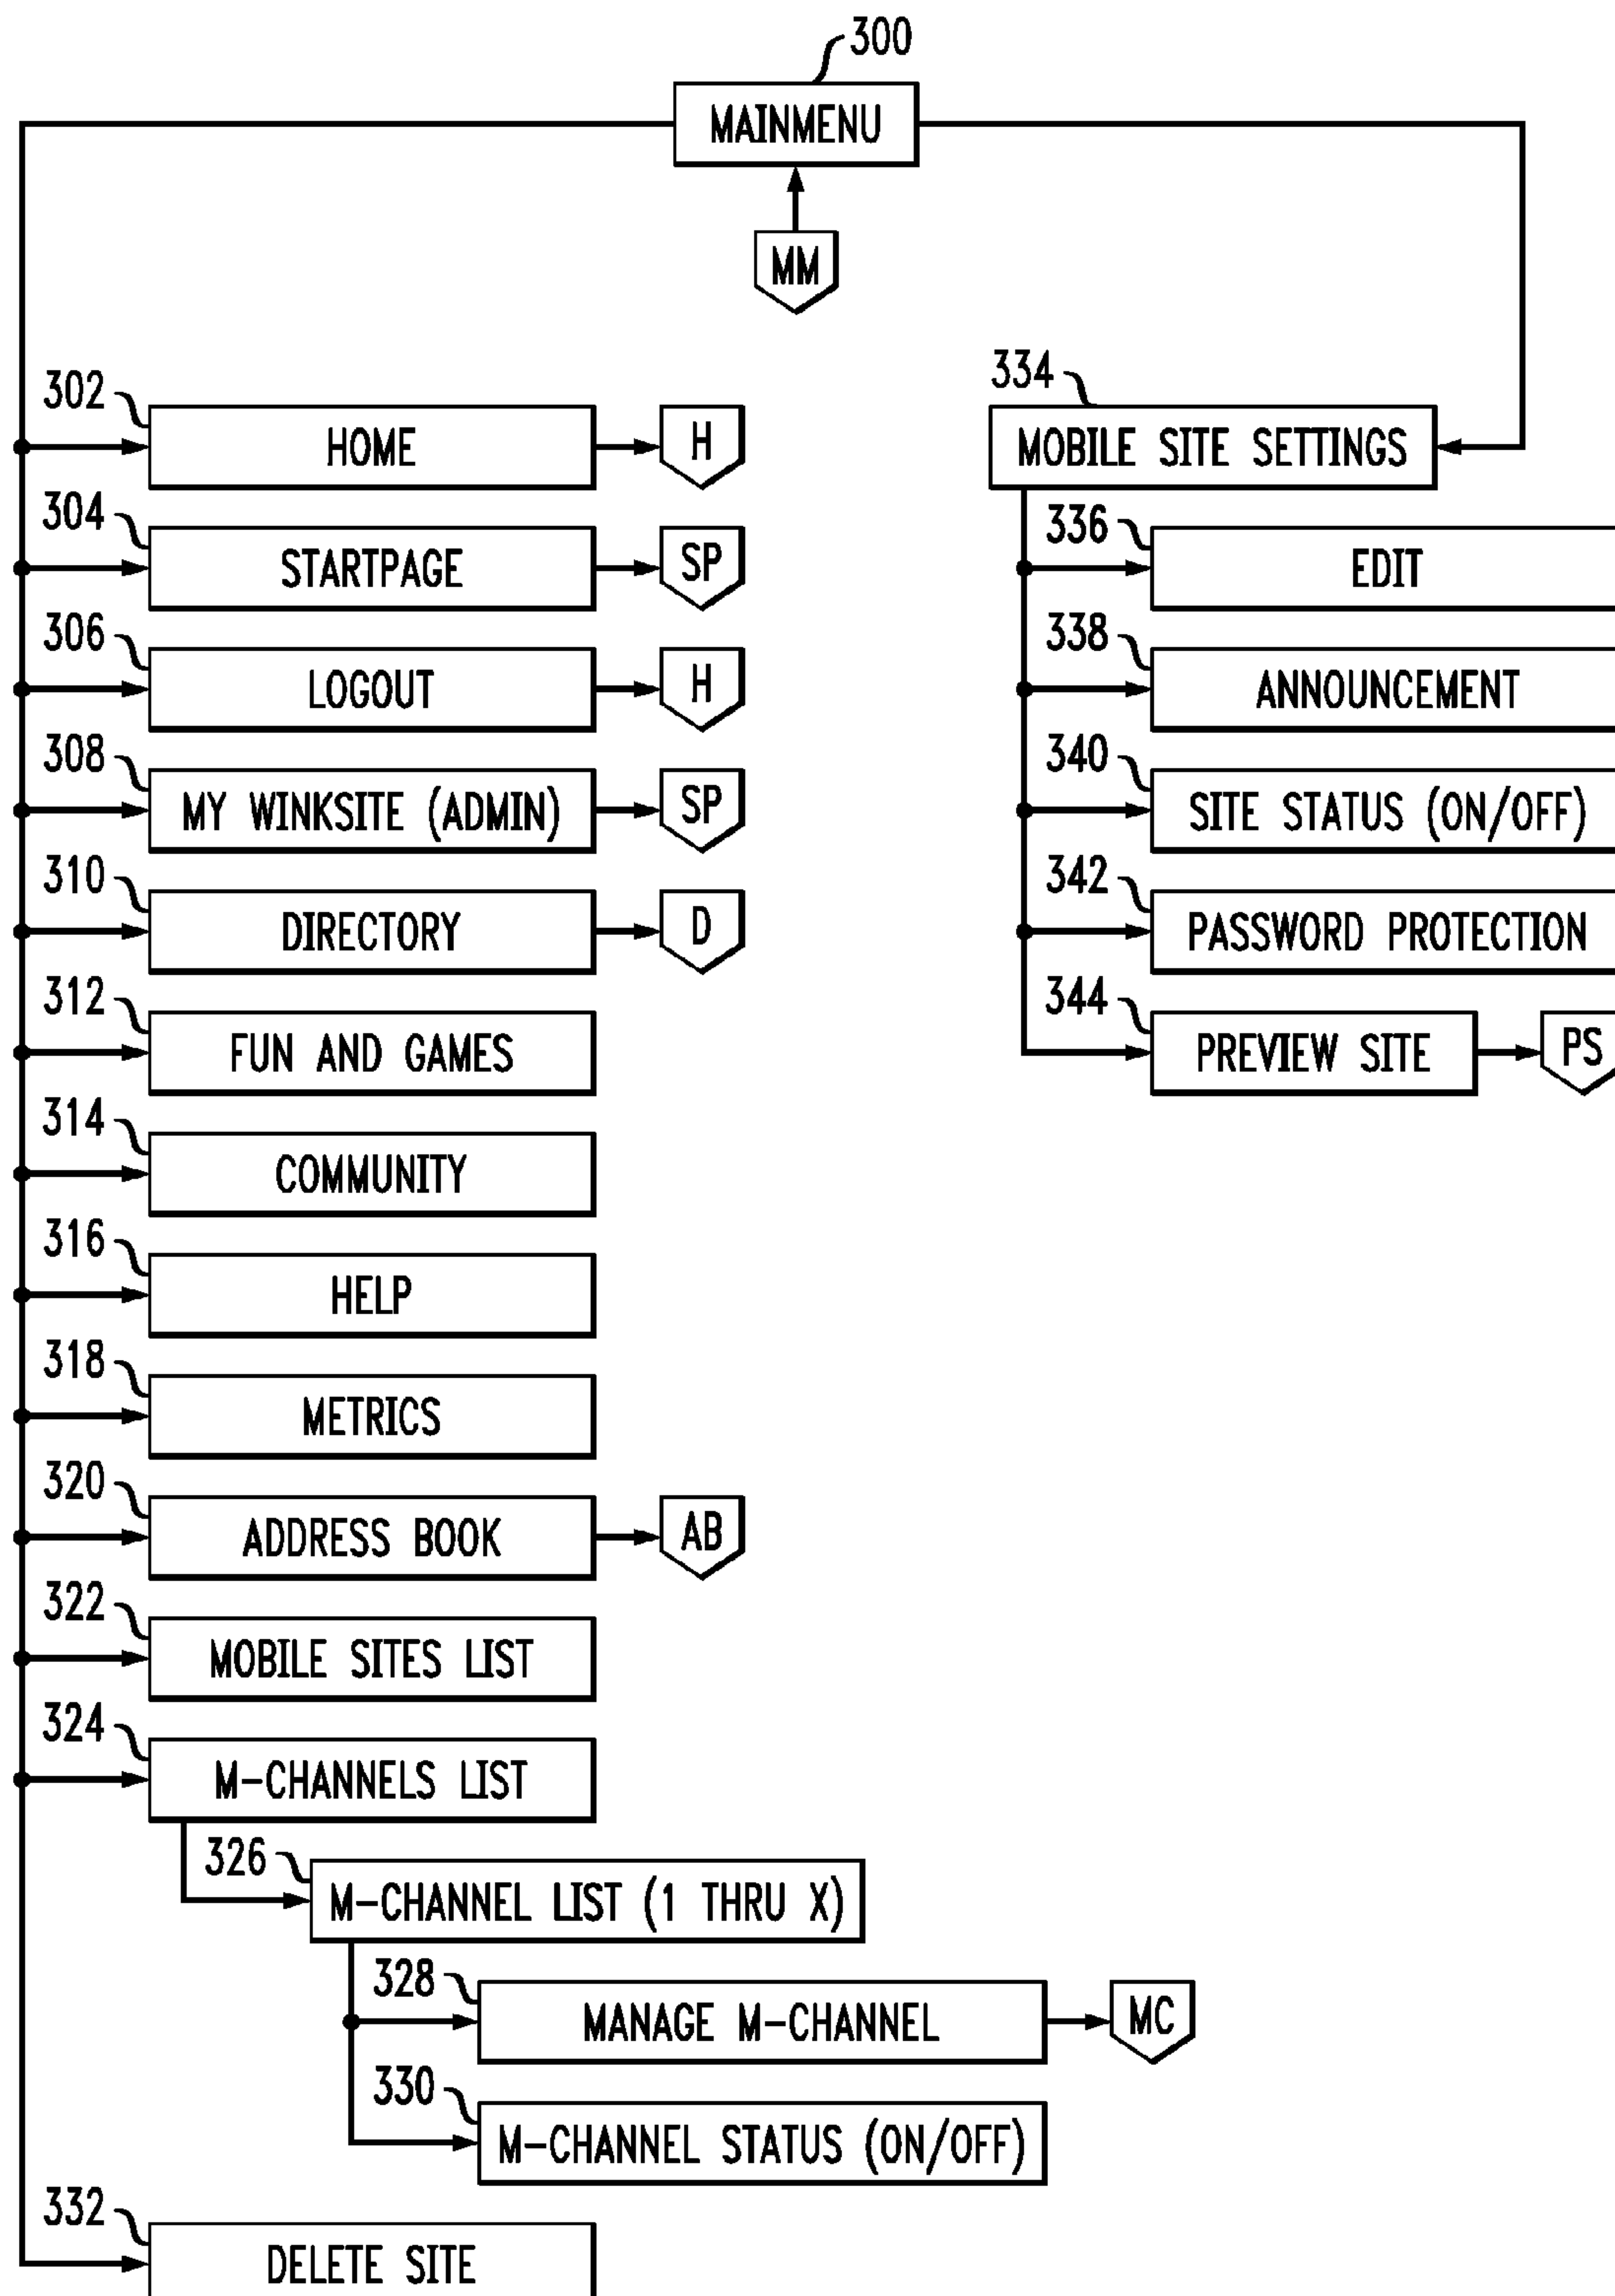 300
MAINMENU
MM
302
HOME
H
304
STARTPAGE
SP
306
LOGOUT
H
308
MY WINKSITE (ADMIN)
SP
310
DIRECTORY
D
312
FUN AND GAMES
314
COMMUNITY
316
HELP
318
METRICS
320
ADDRESS BOOK
AB
322
MOBILE SITES LIST
324
M-CHANNELS LIST
326
M-CHANNEL LIST (1 THRU X)
328
MANAGE M-CHANNEL
MC
330
M-CHANNEL STATUS (ON/OFF)
332
DELETE SITE
334
MOBILE SITE SETTINGS
336
EDIT
338
ANNOUNCEMENT
340
SITE STATUS (ON/OFF)
342
PASSWORD PROTECTION
344
PREVIEW SITE
PS